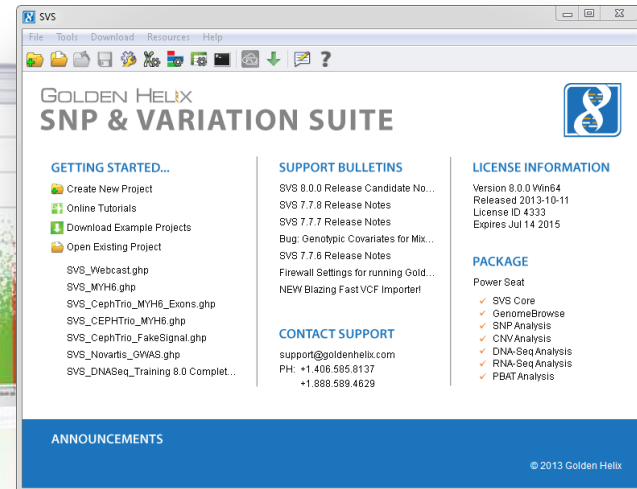 SVS
File Tools Download Resources Help
GOLDEN HELIX
SNP & VARIATION SUITE
GETTING STARTED...
Create New Project
Online Tutorials
Download Example Projects
Open Existing Project
SVS_Webcast.ghp
SVS_MYH6.ghp
SVS_CephTrio_MYH6_Exons.ghp
SVS_CEPHTrio_MYH6.ghp
SVS_CephTrio_FakeSignal.ghp
SVS_Novartis_GWAS.ghp
SVS_DNASeq_Training 8.0 Complet...
SUPPORT BULLETINS
SVS 8.0.0 Release Candidate No...
SVS 7.7.8 Release Notes
SVS 7.7.7 Release Notes
Bug: Genotypic Covariates for Mix...
SVS 7.7.6 Release Notes
Firewall Settings for running Gold...
NEW Blazing Fast VCF Importer!
CONTACT SUPPORT
support@goldenhelix.com
PH: +1.406.585.8137
+1.888.589.4629
LICENSE INFORMATION
Version 8.0.0 Win64
Released 2013-10-11
License ID 4333
Expires Jul 14 2015
PACKAGE
Power Seat
SVS Core
GenomeBrowse
SNP Analysis
CNV Analysis
DNA-Seq Analysis
RNA-Seq Analysis
PBAT Analysis
ANNOUNCEMENTS
© 2013 Golden Helix